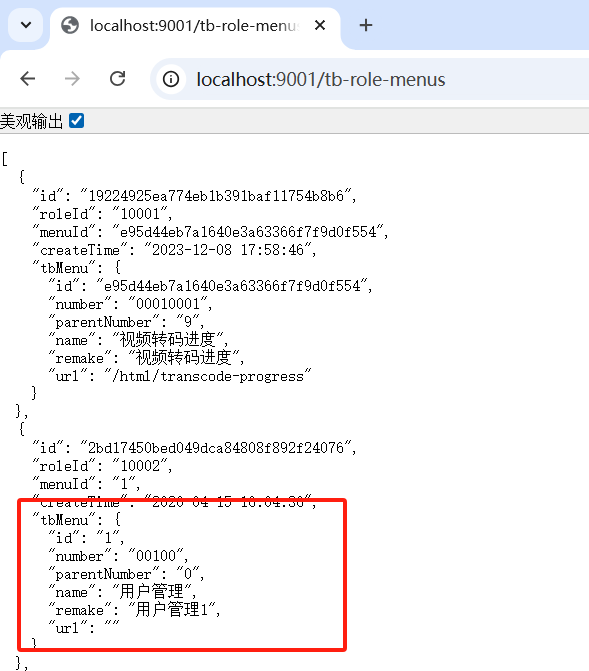 localhost:9001/tb-role-menus
localhost:9001/tb-role-menus
美观输出
[
{
"id": "19224925ea774eb1b391baf11754b8b6",
"roleId": "10001",
"menuId": "e95d44eb7a1640e3a63366f7f9d0f554",
"createTime": "2023-12-08 17:58:46",
"tbMenu": {
"id": "e95d44eb7a1640e3a63366f7f9d0f554",
"number": "00010001",
"parentNumber": "9",
"name": "视频转码进度",
"remake": "视频转码进度",
"url": "/html/transcode-progress"
}
},
{
"id": "2bd17450bed049dca84808f892f24076",
"roleId": "10002",
"menuId": "1",
"createTime": "2020-04-15 16:04:36",
"tbMenu": {
"id": "1",
"number": "00100",
"parentNumber": "0",
"name": "用户管理",
"remake": "用户管理1",
"url": ""
}
},